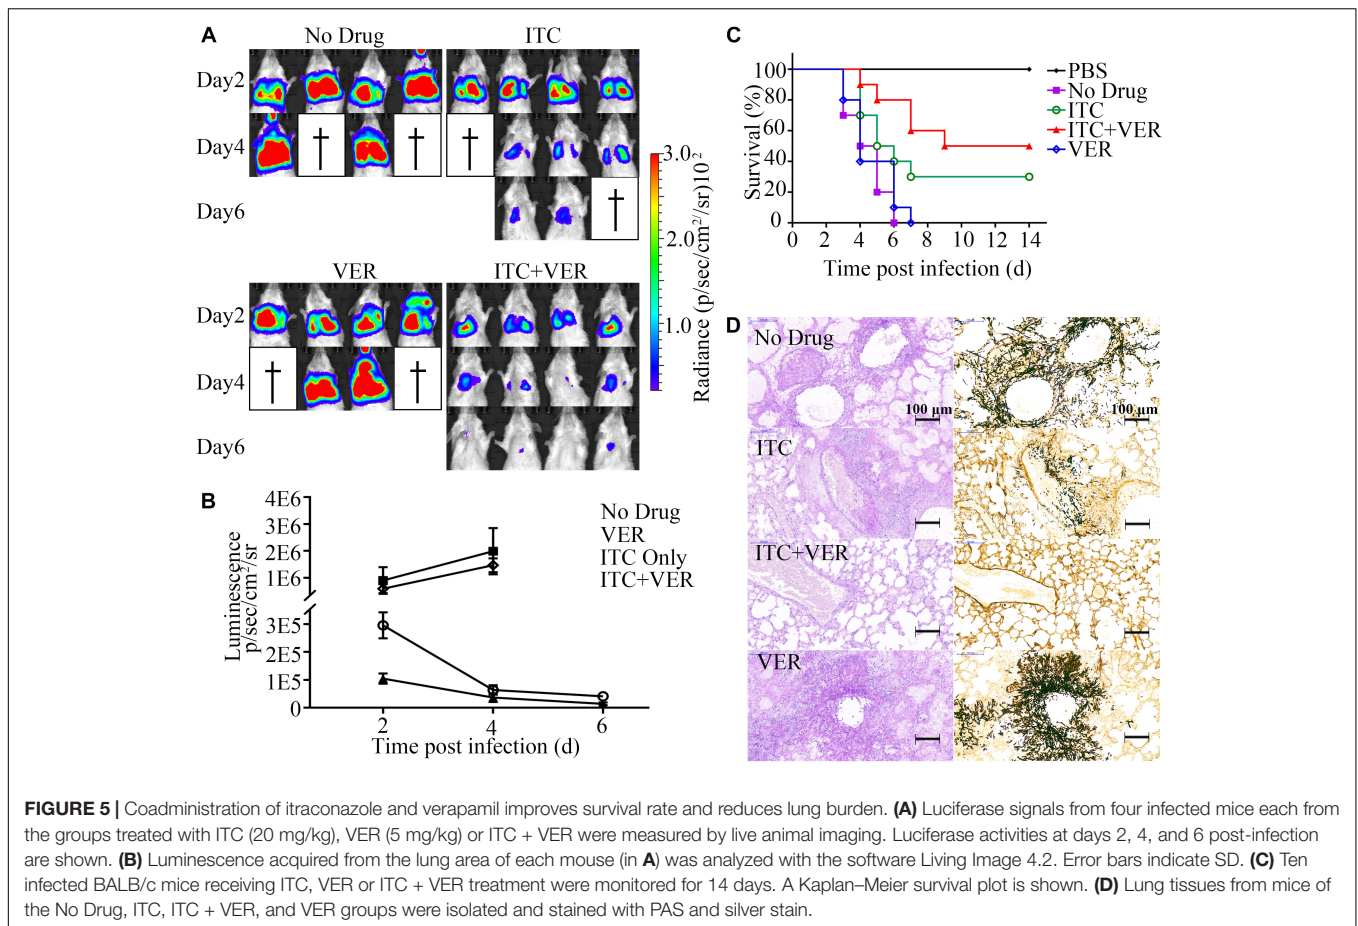 A
No Drug
ITC
Day2
Day4
Day6
VER
ITC+VER
Day2
Day4
Day6
3.0
2.0
1.0
Radiance (p/sec/cm²/sr)10²
B
4E6
3E6
2E6
1E6
3E5
2E5
1E5
0
Luminescence
p/sec/cm²/sr
2
4
6
Time post infection (d)
No Drug
VER
ITC Only
ITC+VER
C
100
80
60
40
20
0
Survival (%)
0 2 4 6 8 10 12 14
Time post infection (d)
PBS
No Drug
ITC
ITC+VER
VER
D
No Drug
100 µm
100 µm
ITC
ITC+VER
VER
FIGURE 5 | Coadministration of itraconazole and verapamil improves survival rate and reduces lung burden. (A) Luciferase signals from four infected mice each from
the groups treated with ITC (20 mg/kg), VER (5 mg/kg) or ITC + VER were measured by live animal imaging. Luciferase activities at days 2, 4, and 6 post-infection
are shown. (B) Luminescence acquired from the lung area of each mouse (in A) was analyzed with the software Living Image 4.2. Error bars indicate SD. (C) Ten
infected BALB/c mice receiving ITC, VER or ITC + VER treatment were monitored for 14 days. A Kaplan–Meier survival plot is shown. (D) Lung tissues from mice of
the No Drug, ITC, ITC + VER, and VER groups were isolated and stained with PAS and silver stain.